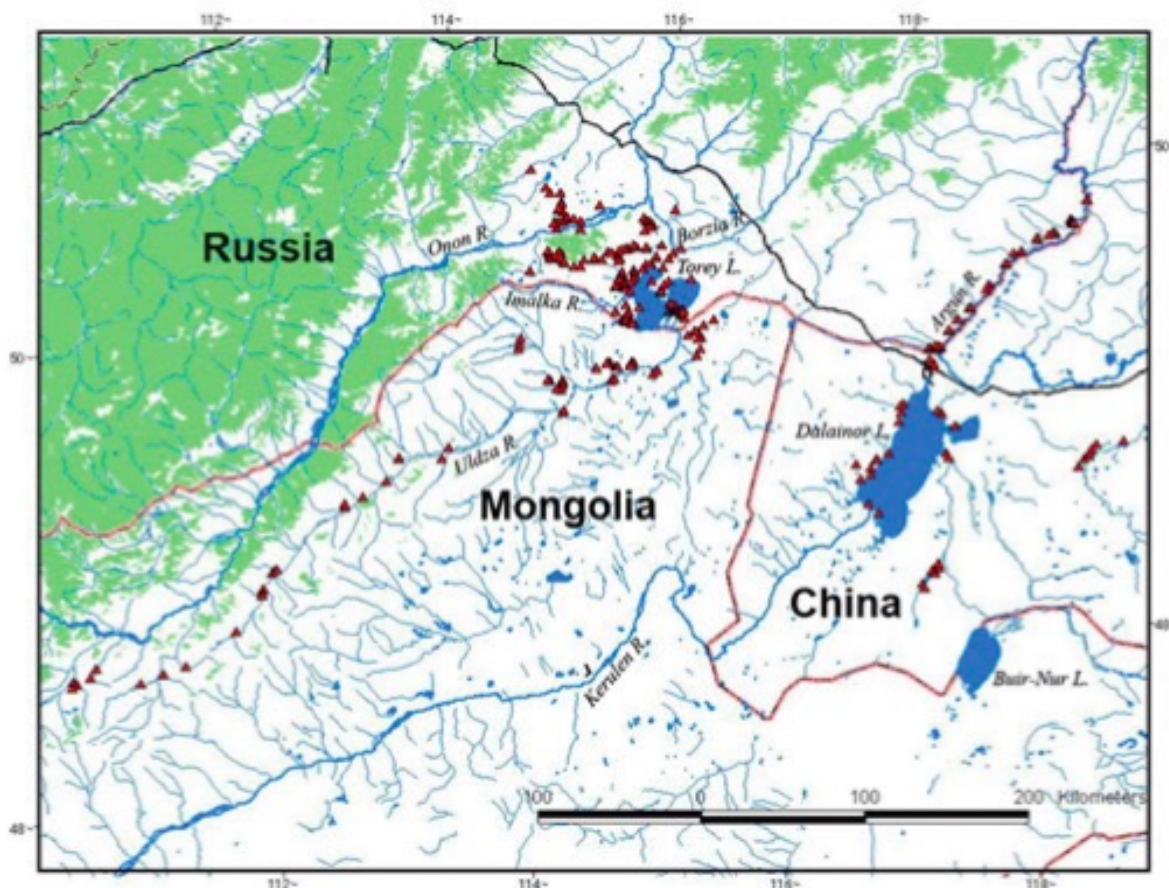 112
114
116
118
50
Borzia R.
Onon R.
Russia
Torey L.
Imalka R.
Argun R.
50
Dalainor L.
Uldza R.
Mongolia
China
48
Kerulen R.
Buir-Nur L.
100 0 100 200 Kilometers
48
112
114
116
118